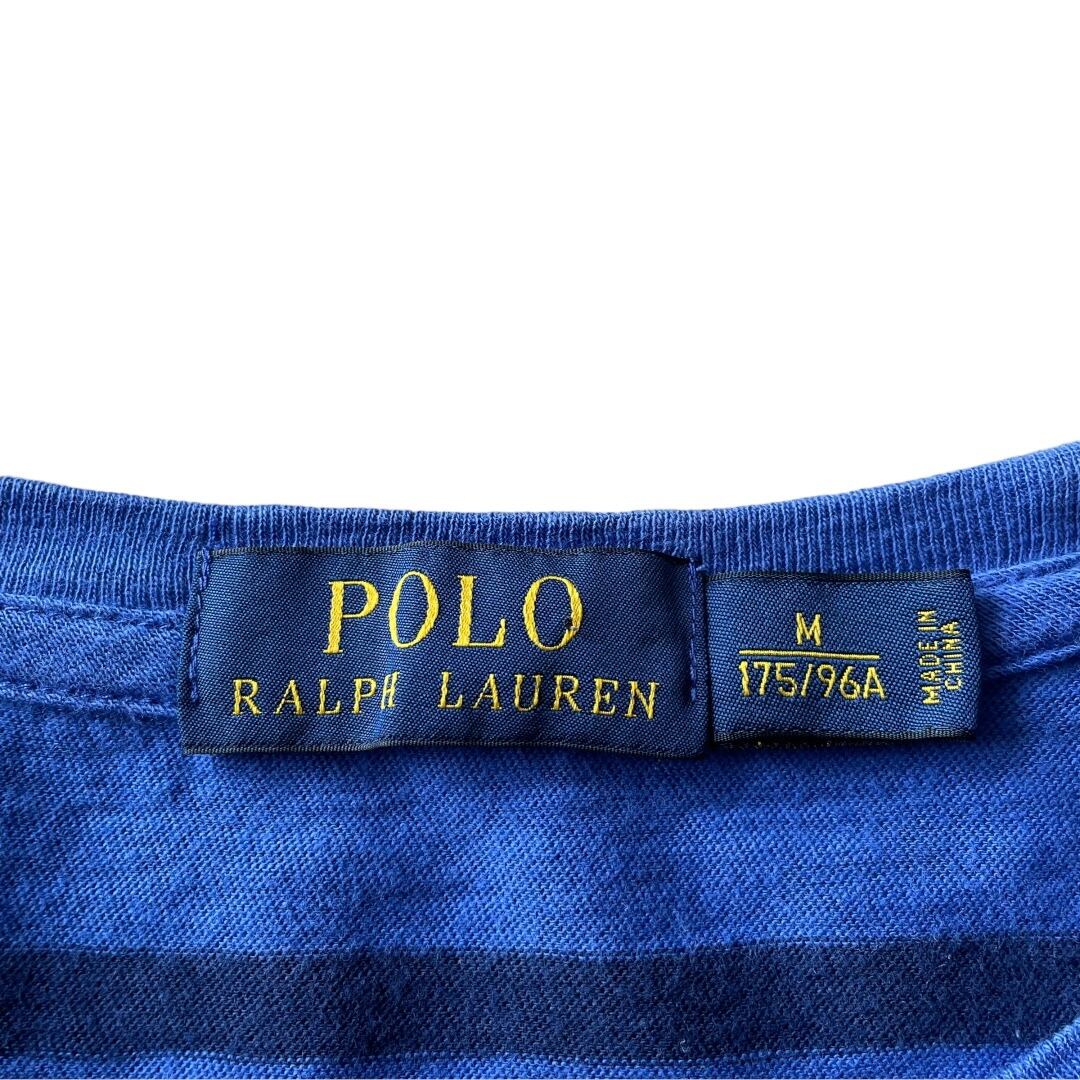 POLO
RALPH LAUREN
M
175/96A
MADE IN
CHINA